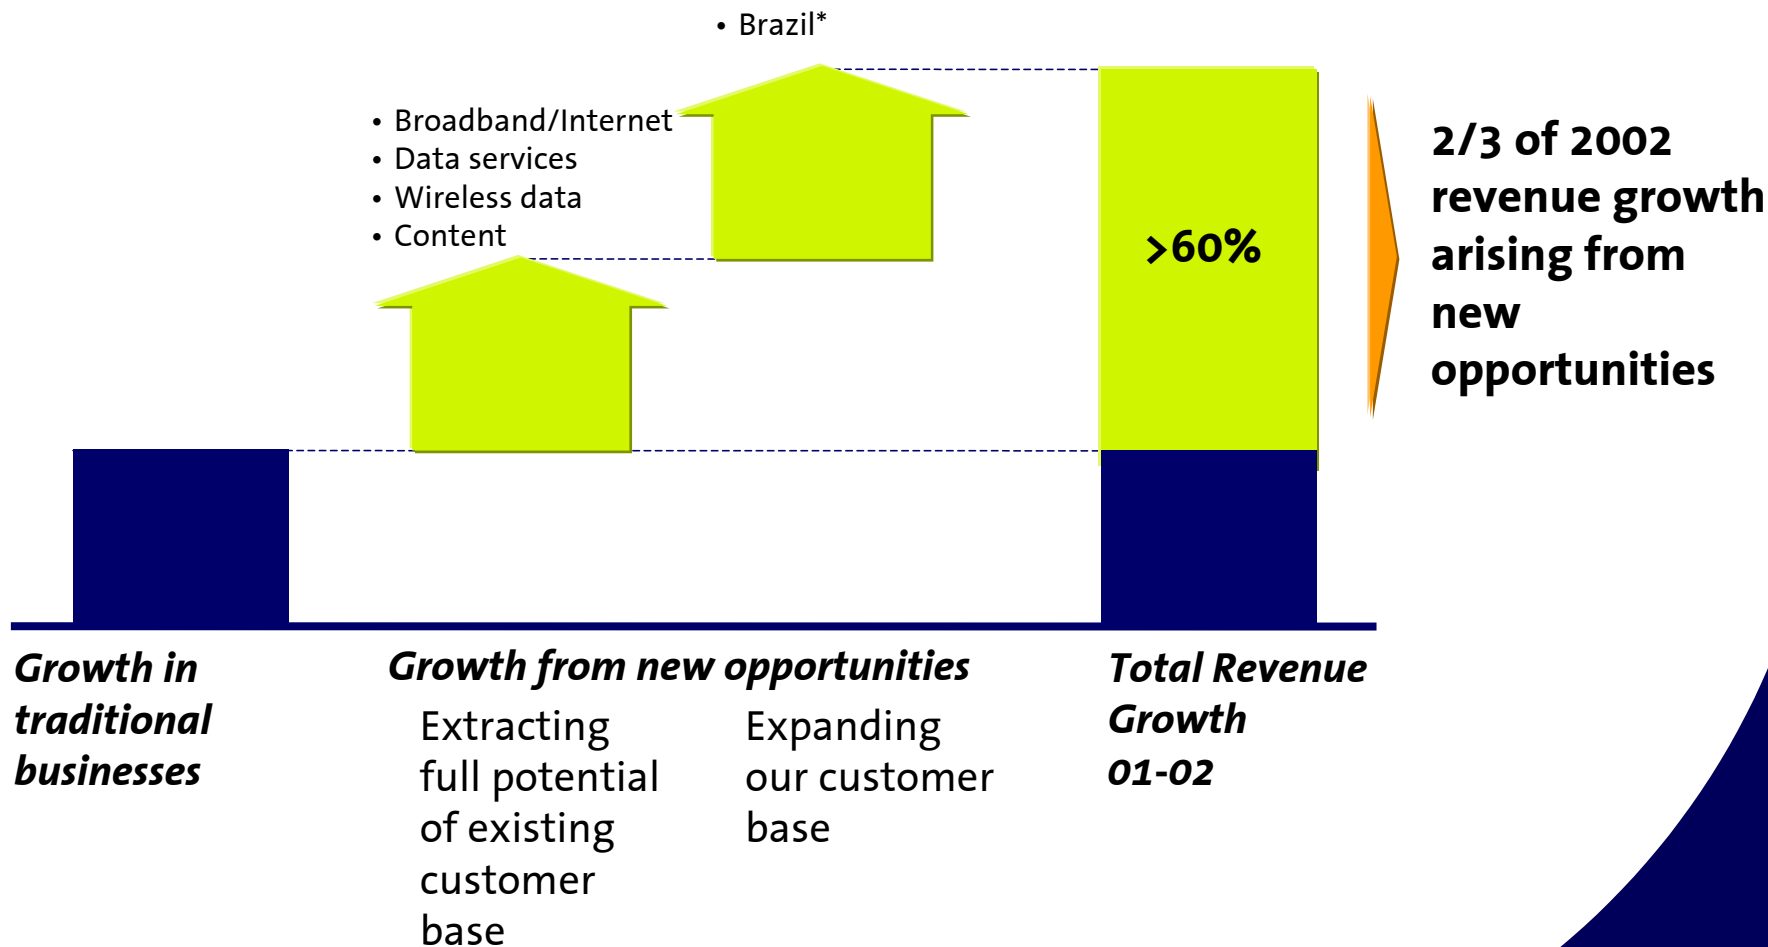 • Brazil*
• Broadband/Internet
• Data services
• Wireless data
• Content
>60%
2/3 of 2002
revenue growth
arising from
new
opportunities
Growth in
traditional
businesses
Growth from new opportunities
Extracting
full potential
of existing
customer
base
Expanding
our customer
base
Total Revenue
Growth
01-02